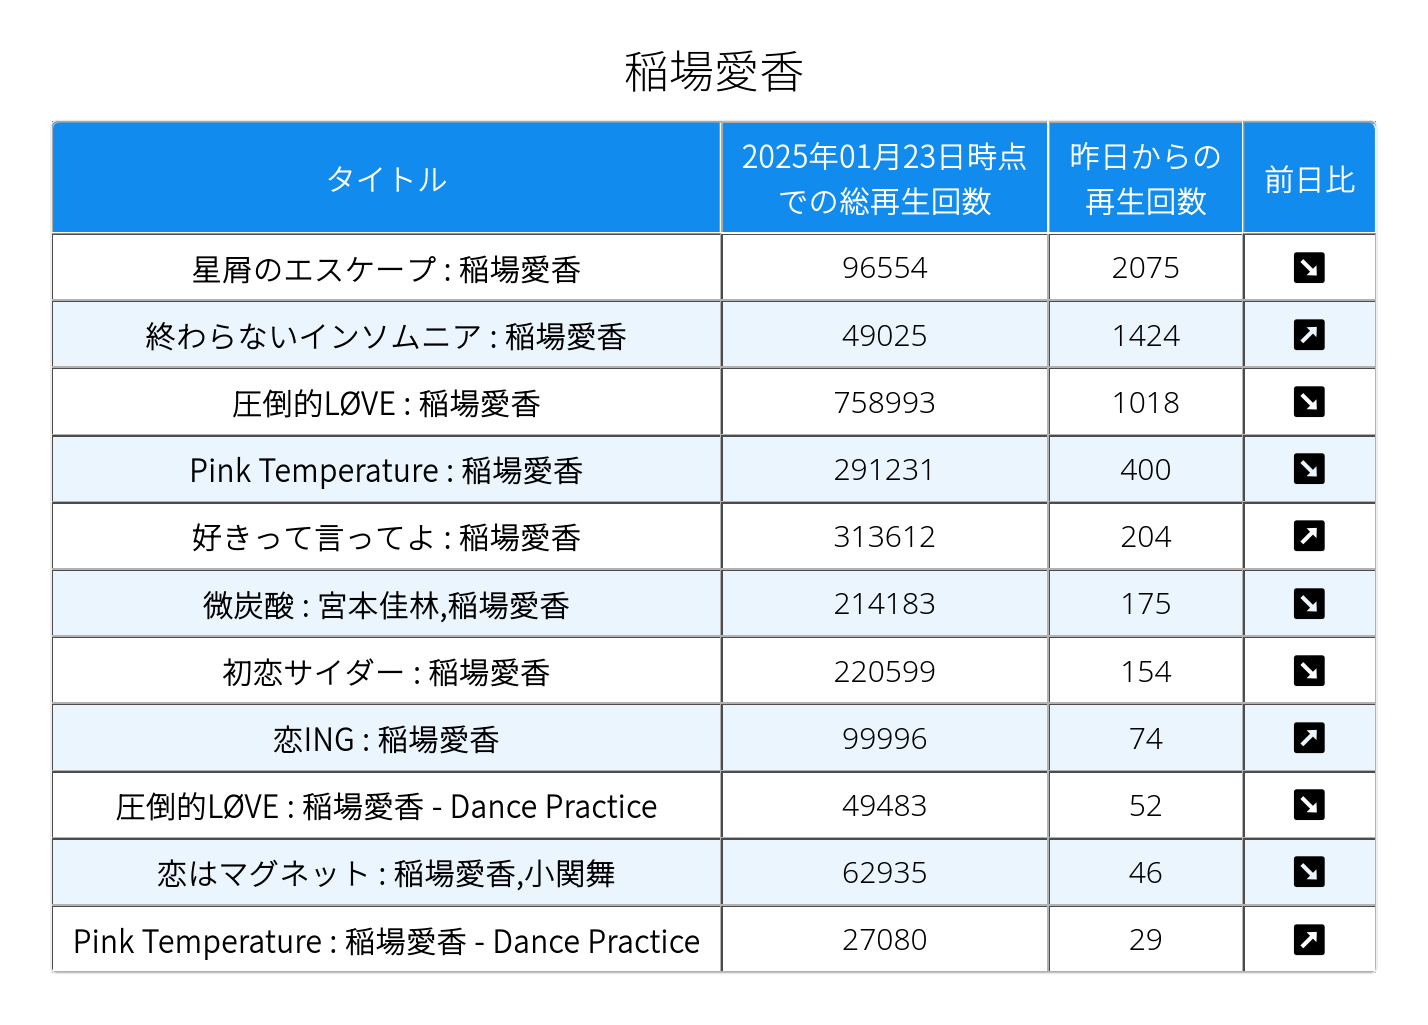 稲場愛香
タイトル
2025年01月23日時点
での総再生回数
昨日からの
再生回数
前日比
星屑のエスケープ : 稲場愛香 96554 2075
終わらないインソムニア : 稲場愛香 49025 1424
圧倒的LØVE : 稲場愛香 758993 1018
Pink Temperature : 稲場愛香 291231 400
好きって言ってよ : 稲場愛香 313612 204
微炭酸 : 宮本佳林,稲場愛香 214183 175
初恋サイダー : 稲場愛香 220599 154
恋ING : 稲場愛香 99996 74
圧倒的LØVE : 稲場愛香 - Dance Practice 49483 52
恋はマグネット : 稲場愛香,小関舞 62935 46
Pink Temperature : 稲場愛香 - Dance Practice 27080 29